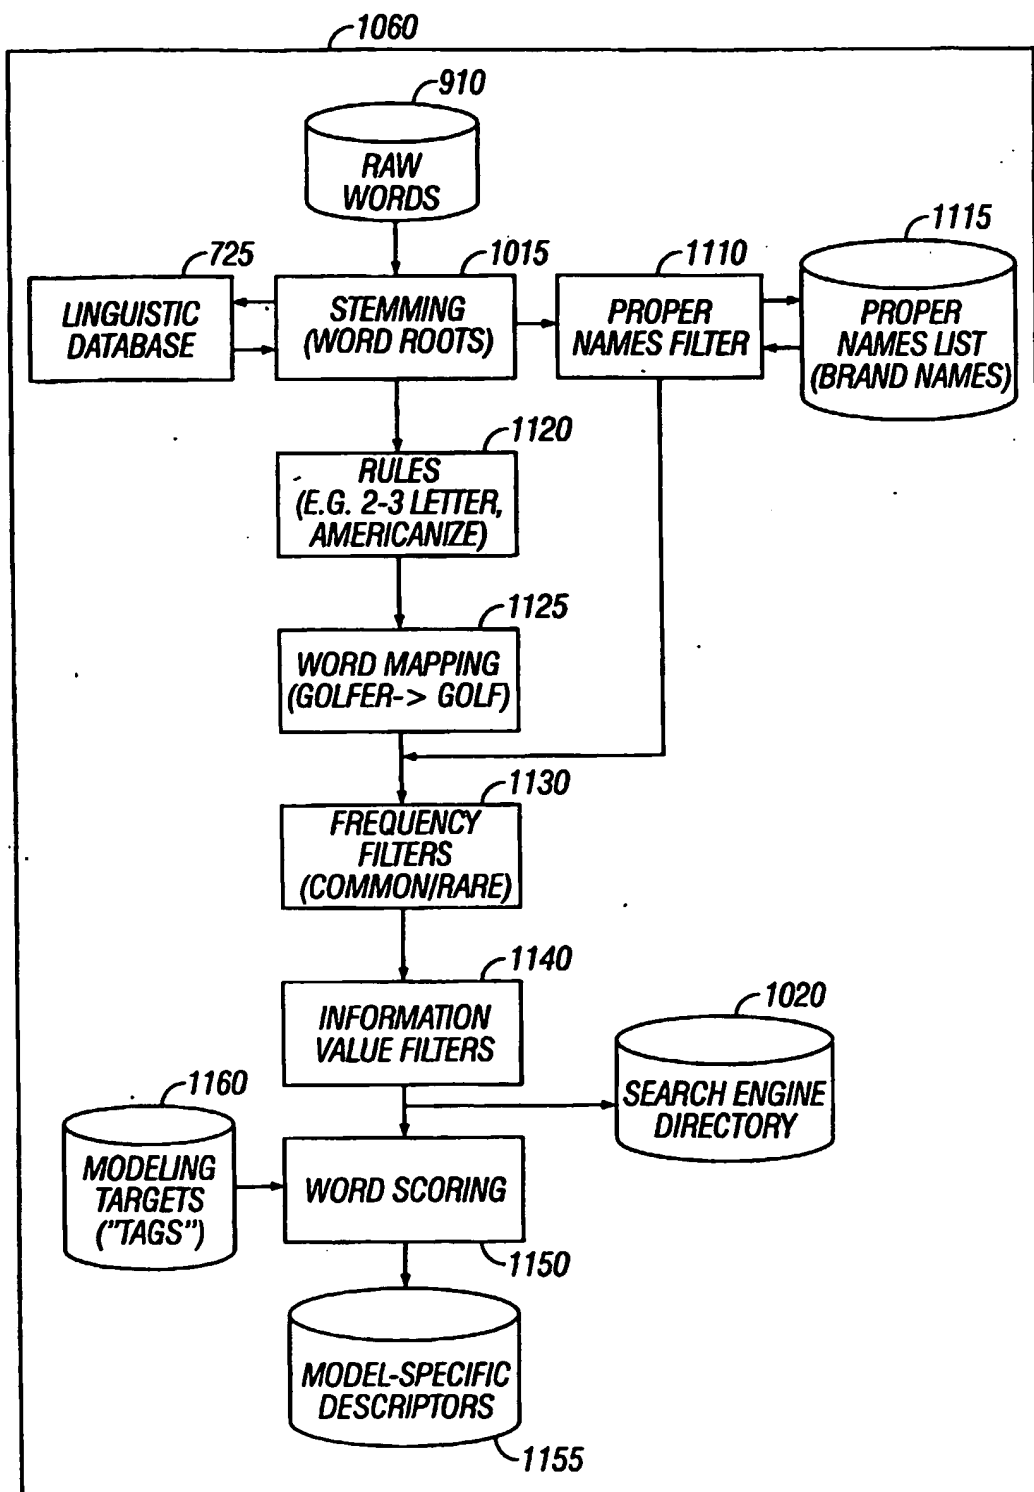 1060
910
RAW
WORDS
725
1015
1110
1115
LINGUISTIC
DATABASE
STEMMING
(WORD ROOTS)
PROPER
NAMES FILTER
PROPER
NAMES LIST
(BRAND NAMES)
1120
RULES
(E.G. 2-3 LETTER,
AMERICANIZE)
1125
WORD MAPPING
(GOLFER-> GOLF)
1130
FREQUENCY
FILTERS
(COMMON/RARE)
1140
INFORMATION
VALUE FILTERS
1020
SEARCH ENGINE
DIRECTORY
1160
MODELING
TARGETS
("TAGS")
WORD SCORING
1150
MODEL-SPECIFIC
DESCRIPTORS
1155